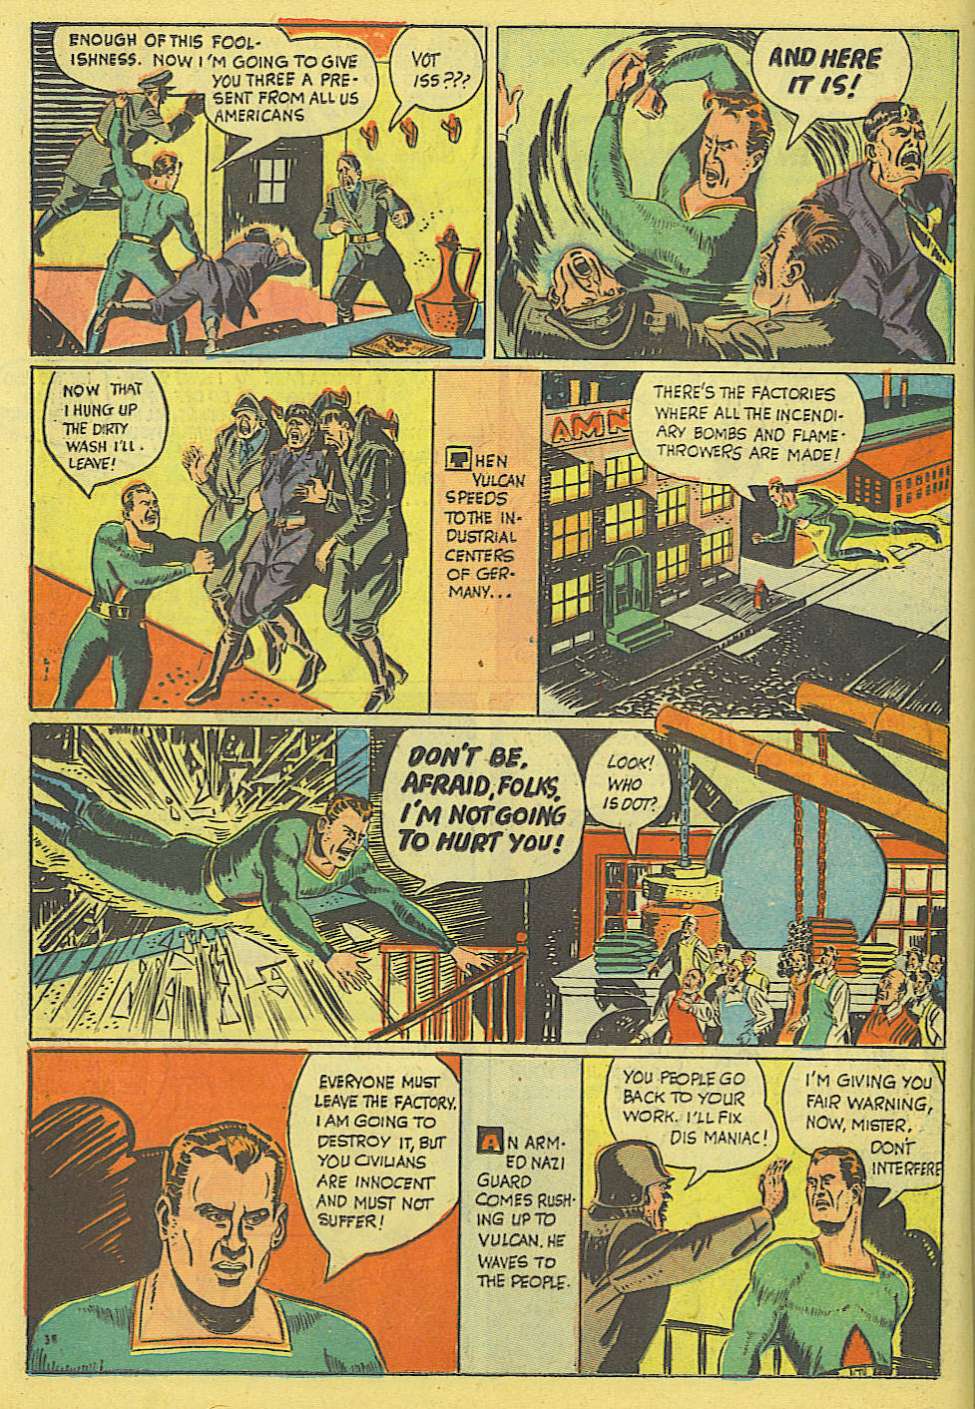 ENOUGH OF THIS FOOL-
ISHNESS. NOW I'M GOING TO GIVE
YOU THREE A PRE-
SENT FROM ALL US
AMERICANS
VOT
ISS???
AND HERE
IT IS!
NOW THAT
I HUNG UP
THE DIRTY
WASH I'LL
LEAVE!
THEN
VULCAN
SPEEDS
TO THE IN-
DUSTRIAL
CENTERS
OF GER-
MANY...
AMN
THERE'S THE FACTORIES
WHERE ALL THE INCENDI-
ARY BOMBS AND FLAME-
THROWERS ARE MADE!
DON'T BE,
AFRAID, FOLKS,
I'M NOT GOING
TO HURT YOU!
LOOK!
WHO
IS DOT?
EVERYONE MUST
LEAVE THE FACTORY.
I AM GOING TO
DESTROY IT, BUT
YOU CIVILIANS
ARE INNOCENT
AND MUST NOT
SUFFER!
AN ARM-
ED NAZI
GUARD
COMES RUSH-
ING UP TO
VULCAN. HE
WAVES TO
THE PEOPLE.
YOU PEOPLE GO
BACK TO YOUR
WORK. I'LL FIX
DIS MANIAC!
I'M GIVING YOU
FAIR WARNING,
NOW, MISTER,
DON'T
INTERFERE